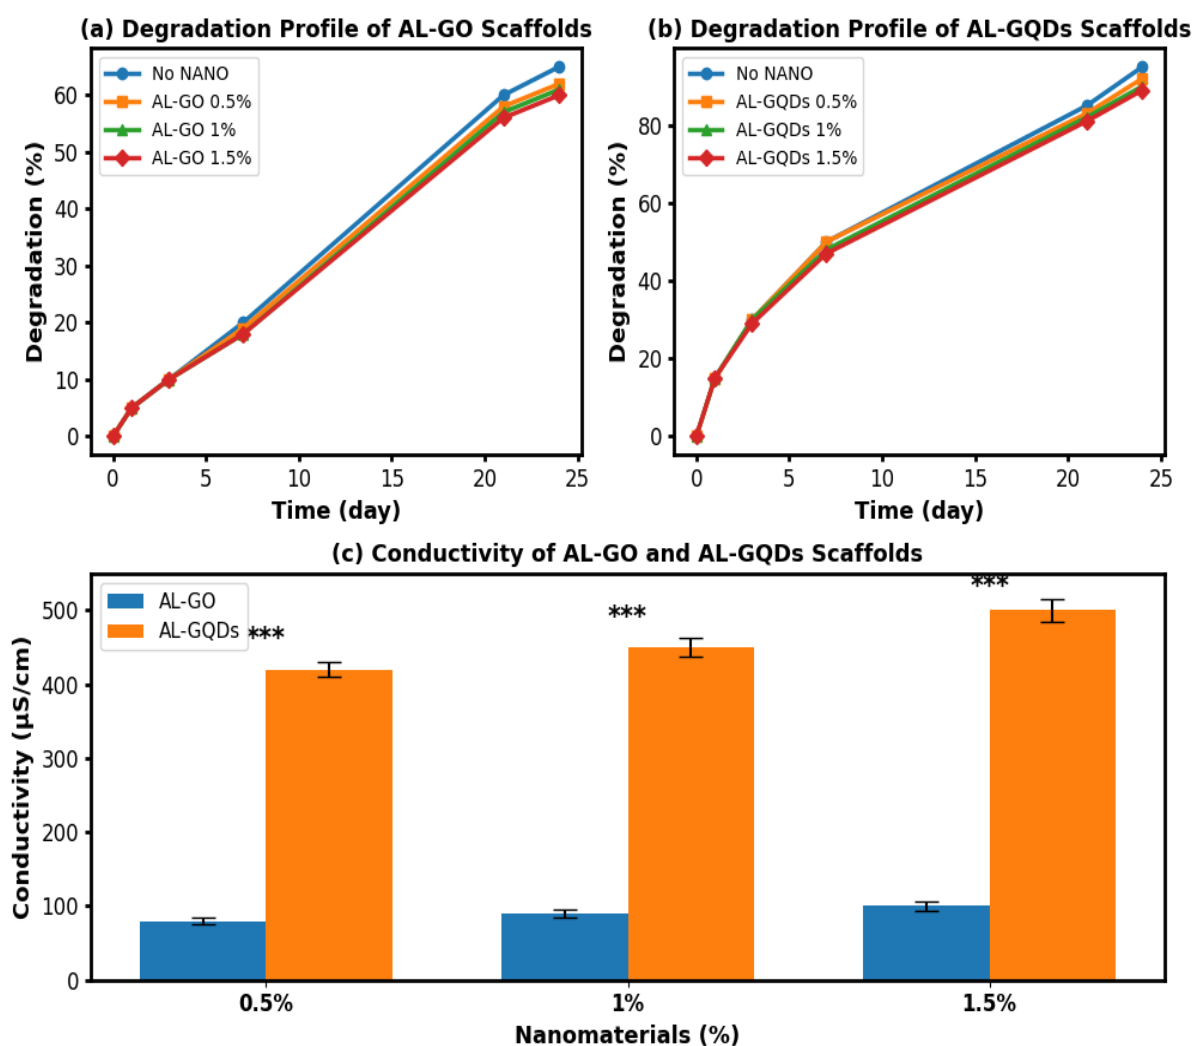 (a) Degradation Profile of AL-GO Scaffolds
No NANO
AL-GO 0.5%
AL-GO 1%
AL-GO 1.5%
Degradation (%)
60
50
40
30
20
10
0
0 5 10 15 20 25
Time (day)
(b) Degradation Profile of AL-GQDs Scaffolds
No NANO
AL-GQDs 0.5%
AL-GQDs 1%
AL-GQDs 1.5%
Degradation (%)
80
60
40
20
0
0 5 10 15 20 25
Time (day)
(c) Conductivity of AL-GO and AL-GQDs Scaffolds
AL-GO
AL-GQDs
*** *** ***
Conductivity (µS/cm)
500
400
300
200
100
0
0.5% 1% 1.5%
Nanomaterials (%)